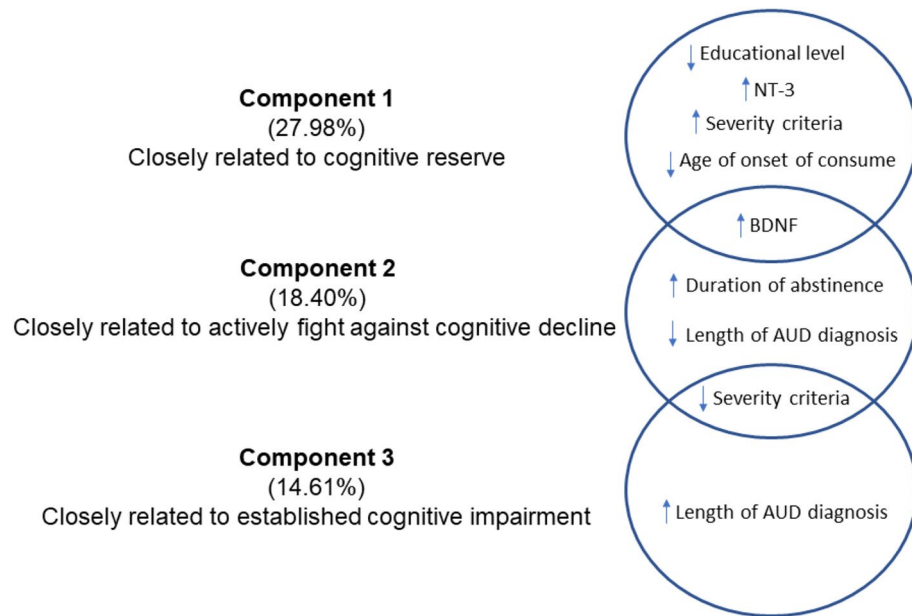 Component 1
(27.98%)
Closely related to cognitive reserve
↓ Educational level
↑ NT-3
↑ Severity criteria
↓ Age of onset of consume
↑ BDNF
Component 2
(18.40%)
Closely related to actively fight against cognitive decline
↑ Duration of abstinence
↓ Length of AUD diagnosis
↓ Severity criteria
Component 3
(14.61%)
Closely related to established cognitive impairment
↑ Length of AUD diagnosis